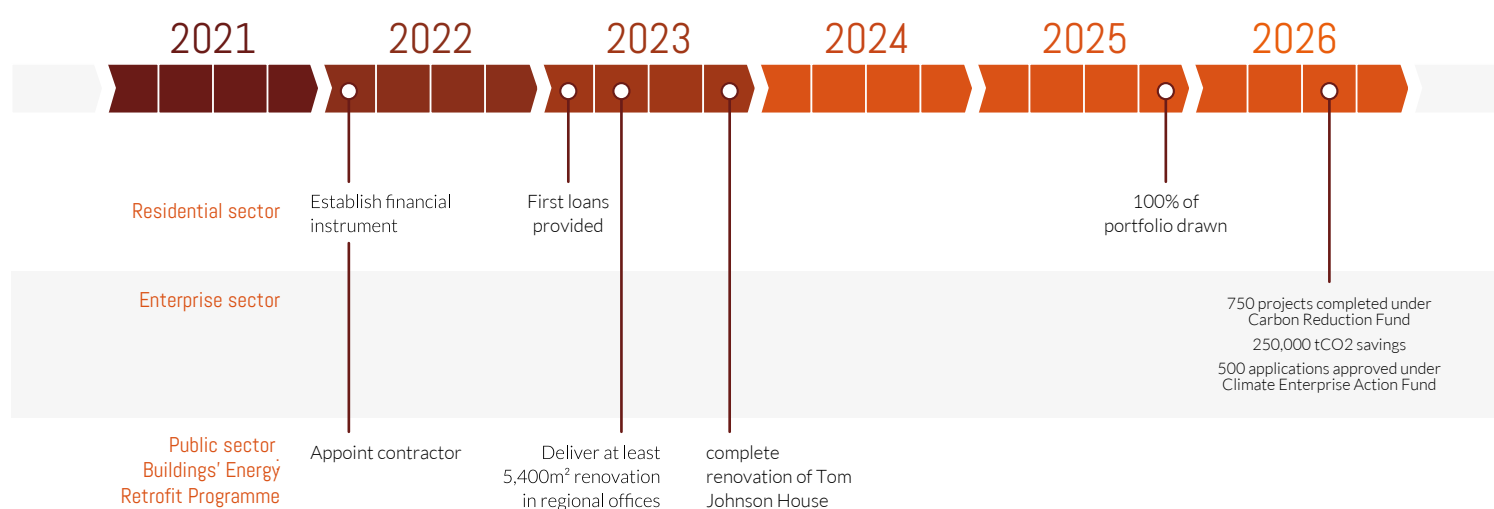 2021
2022
2023
2024
2025
2026
Residential sector
Establish financial
instrument
First loans
provided
100% of
portfolio drawn
Enterprise sector
750 projects completed under
Carbon Reduction Fund
250,000 tCO2 savings
500 applications approved under
Climate Enterprise Action Fund
Public sector
Buildings' Energy
Retrofit Programme
Appoint contractor
Deliver at least
5,400m² renovation
in regional offices
complete
renovation of Tom
Johnson House